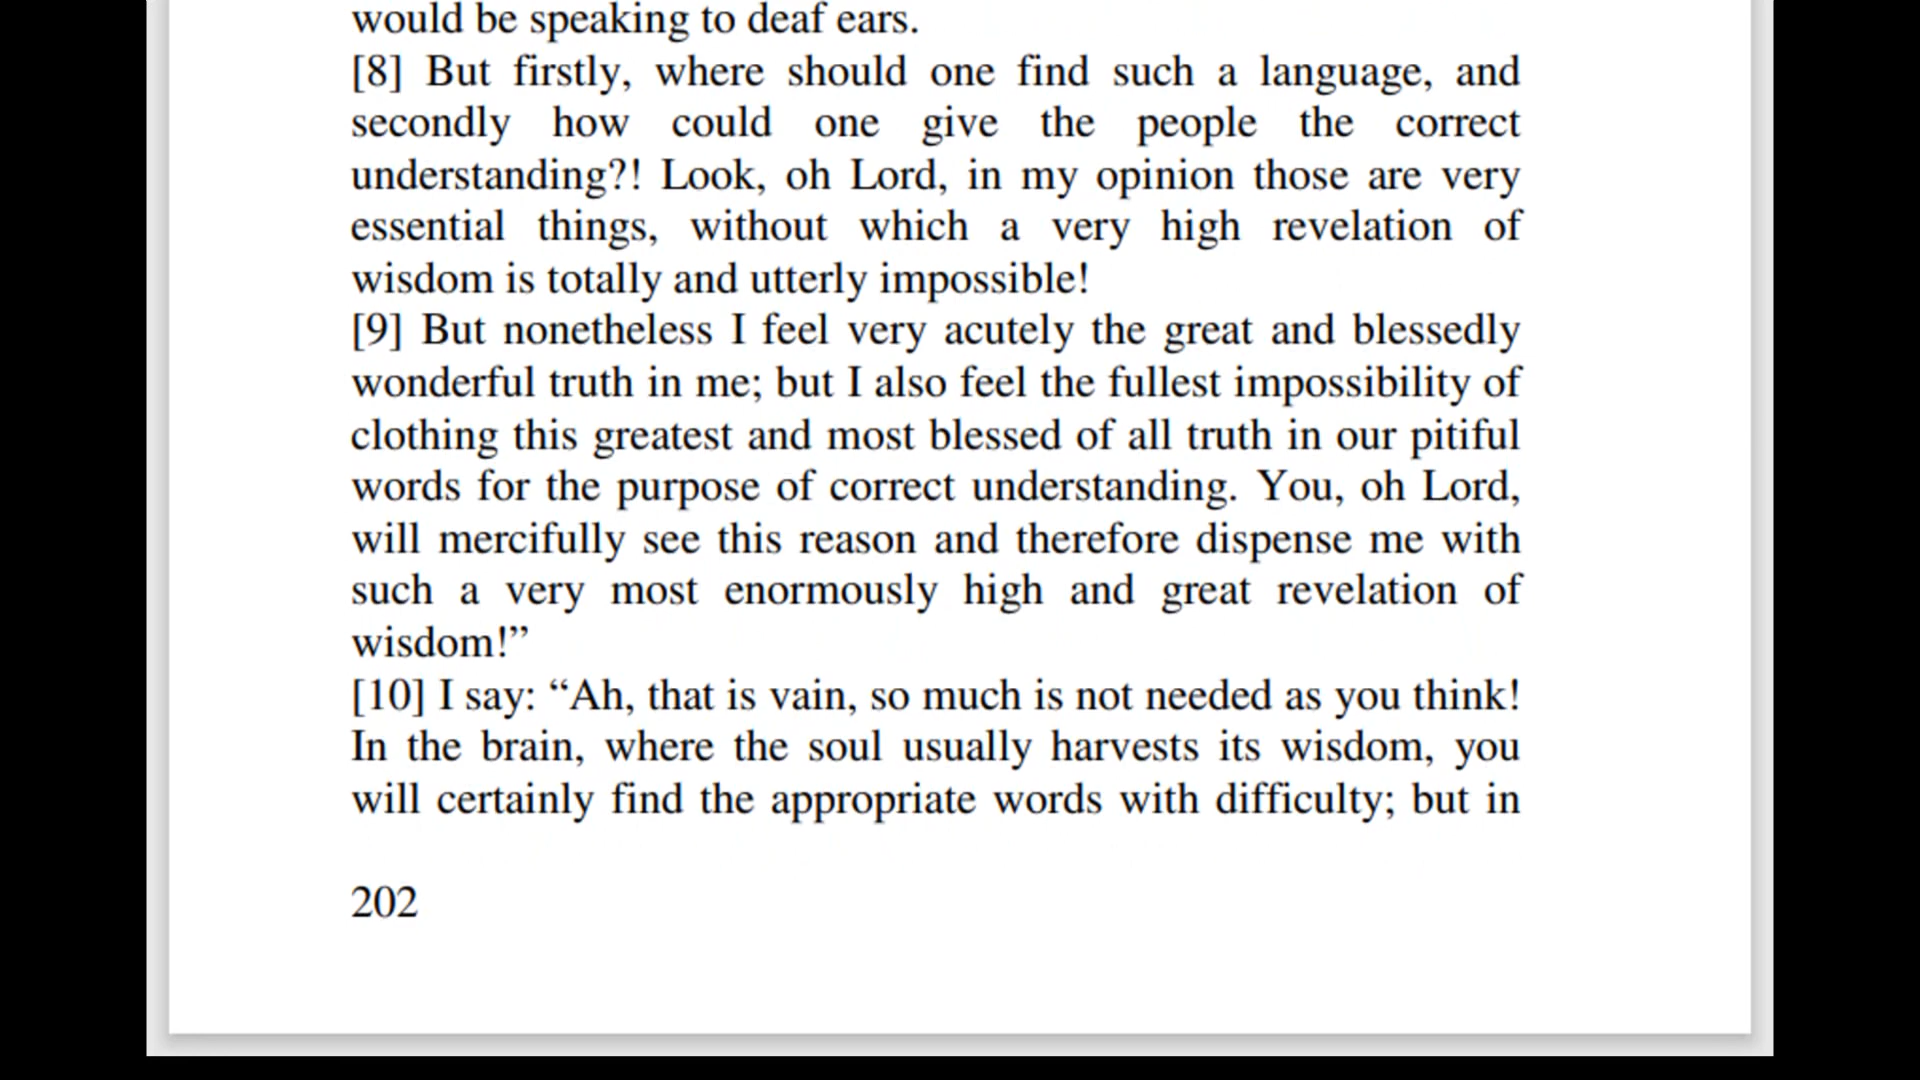 would be speaking to deaf ears.
[8] But firstly, where should one find such a language, and
secondly how could one give the people the correct
understanding?! Look, oh Lord, in my opinion those are very
essential things, without which a very high revelation of
wisdom is totally and utterly impossible!
[9] But nonetheless I feel very acutely the great and blessedly
wonderful truth in me; but I also feel the fullest impossibility of
clothing this greatest and most blessed of all truth in our pitiful
words for the purpose of correct understanding. You, oh Lord,
will mercifully see this reason and therefore dispense me with
such a very most enormously high and great revelation of
wisdom!”
[10] I say: “Ah, that is vain, so much is not needed as you think!
In the brain, where the soul usually harvests its wisdom, you
will certainly find the appropriate words with difficulty; but in
202